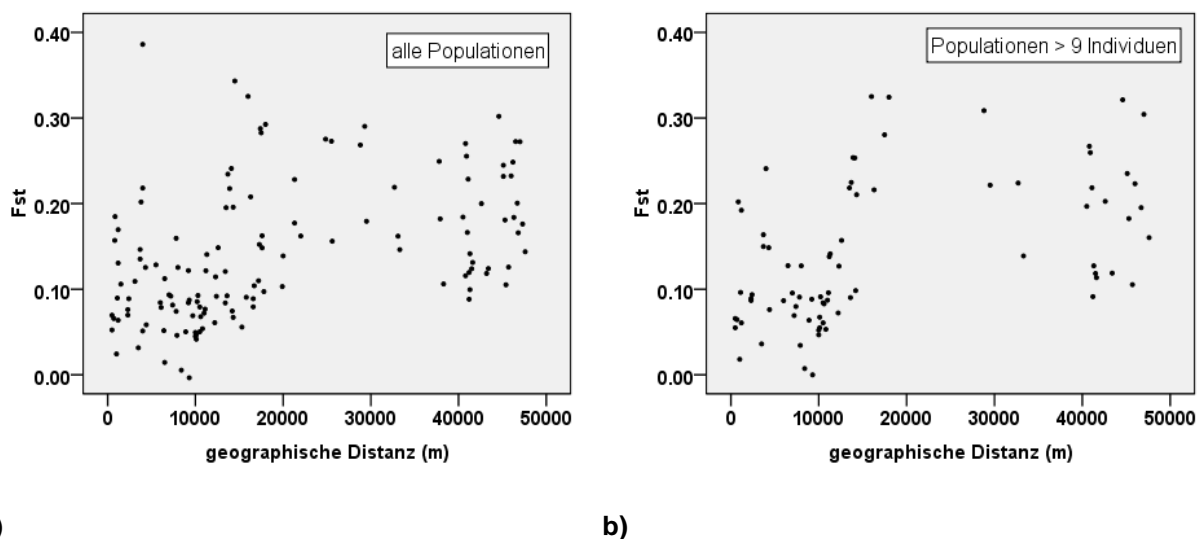 alle Populationen
0.40
0.30
0.20
0.10
0.00
Fst
0 10000 20000 30000 40000 50000
geographische Distanz (m)
)
Populationen > 9 Individuen
0.40
0.30
0.20
0.10
0.00
Fst
0 10000 20000 30000 40000 50000
geographische Distanz (m)
b)